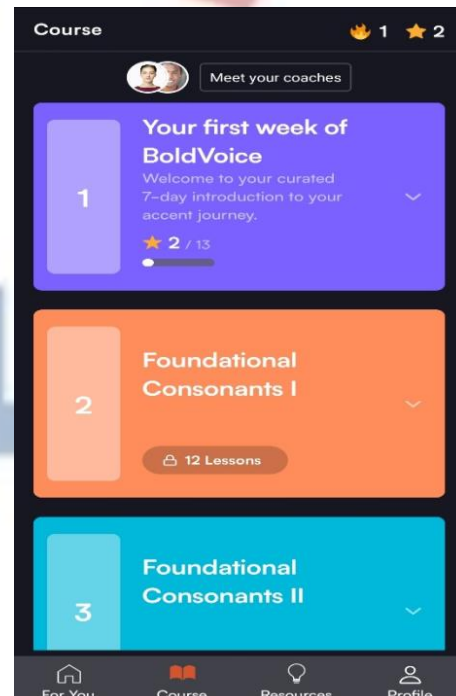 Course 1 2
Meet your coaches
1
Your first week of
BoldVoice
Welcome to your curated
7-day introduction to your
accent journey.
2 / 13
2
Foundational
Consonants I
12 Lessons
3
Foundational
Consonants II
For You Course Resources Profile